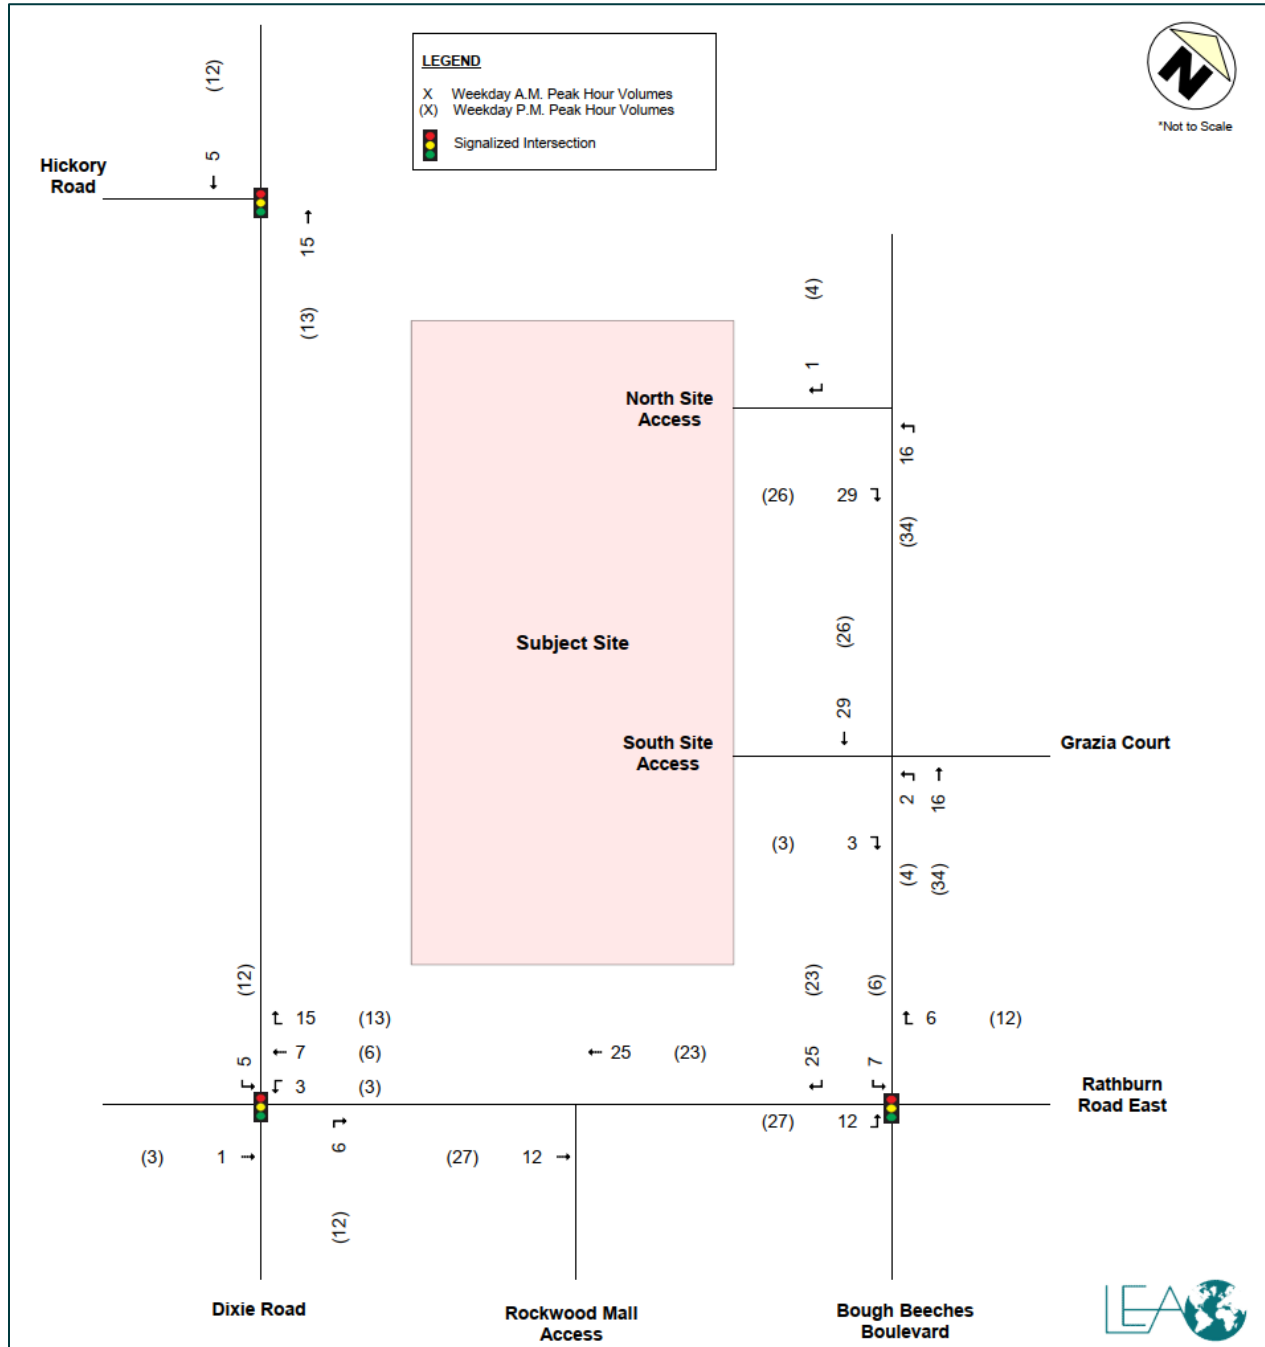 LEGEND
X Weekday A.M. Peak Hour Volumes
(X) Weekday P.M. Peak Hour Volumes
Signalized Intersection
N
*Not to Scale
(12)
5
Hickory
Road
15
(13)
(4)
1
North Site
Access
16
(26) 29
(34)
(26)
Subject Site
29
South Site
Access
Grazia Court
2 16
(3) 3
(4) (34)
(12)
(23) (6)
15 (13)
6 (12)
5
7 (6)
25 (23)
25 7
3 (3)
Rathburn
Road East
(27) 12
6
(3) 1
(27) 12
(12)
Dixie Road
Rockwood Mall
Access
Bough Beeches
Boulevard
LEA